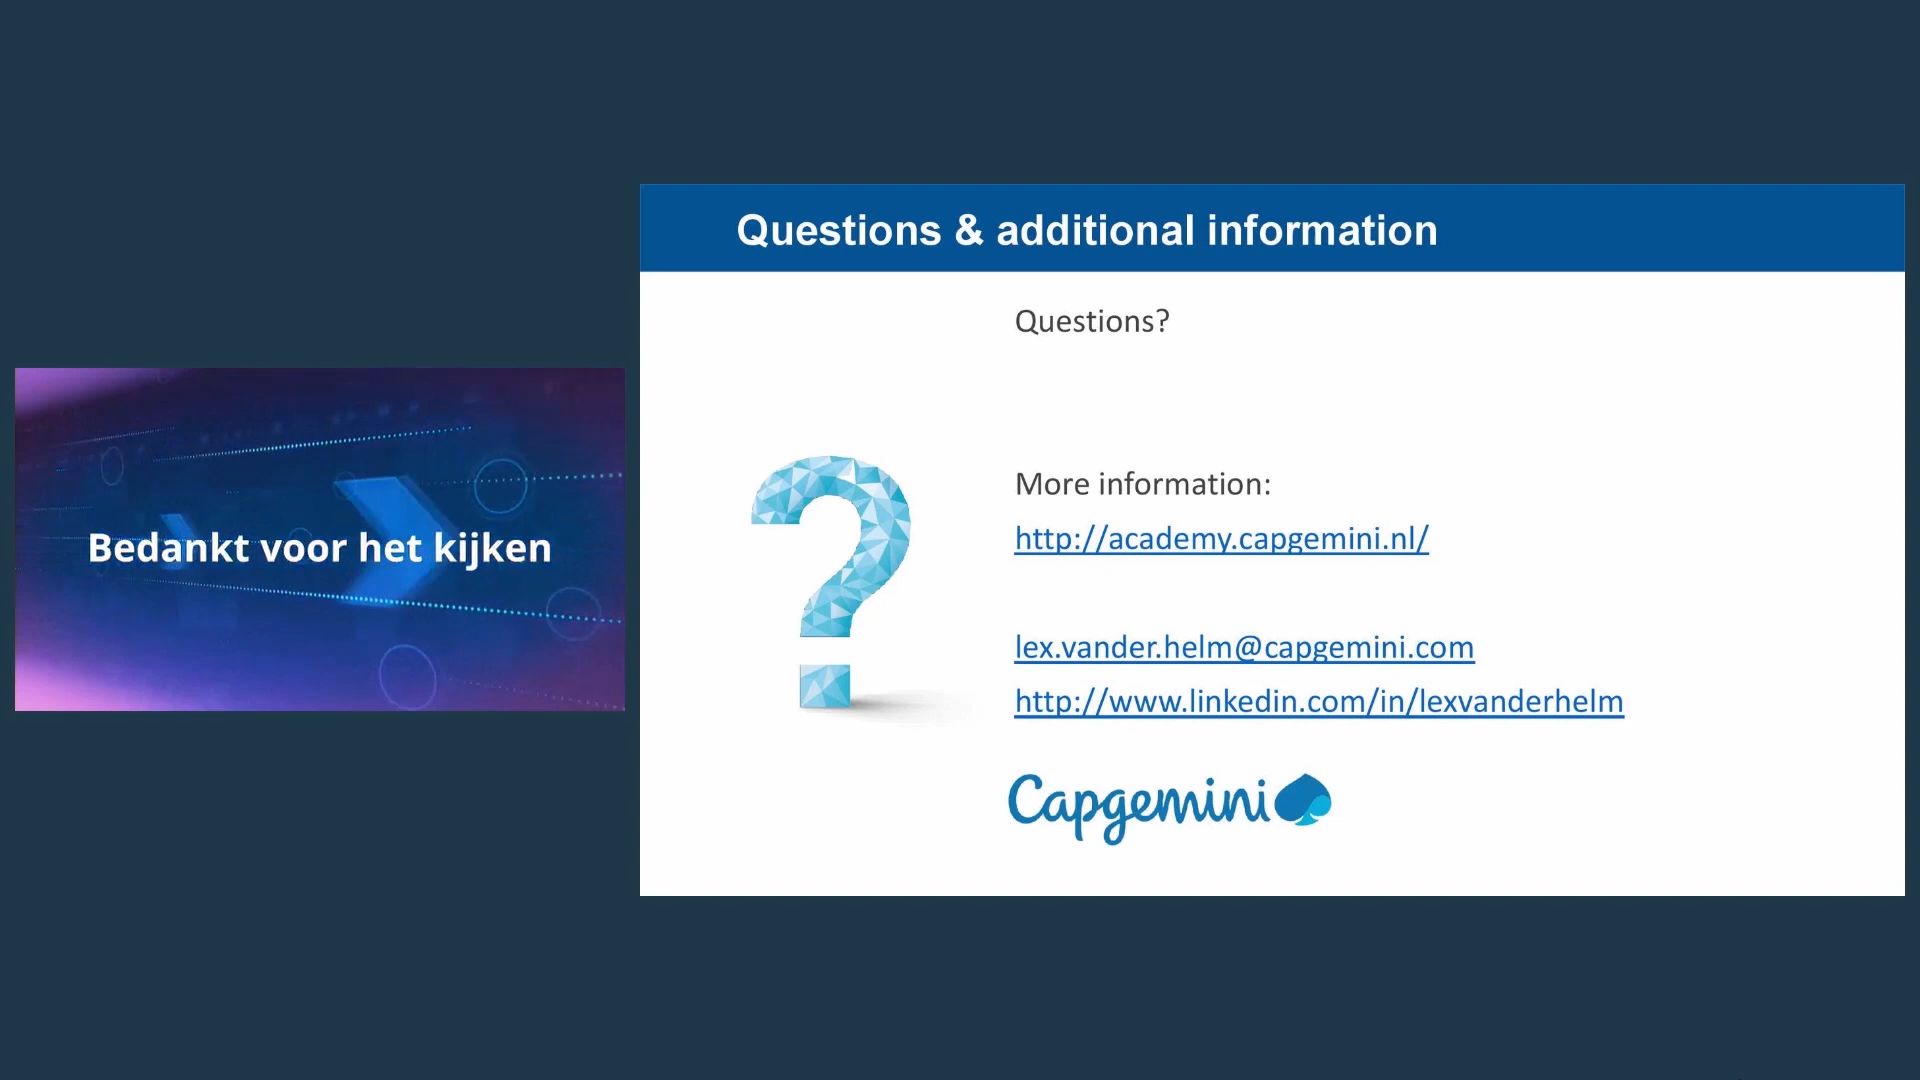 Bedankt voor het kijken
Questions & additional information
Questions?
More information:
http://academy.capgemini.nl/
lex.vander.helm@capgemini.com
http://www.linkedin.com/in/lexvanderhelm
Capgemini